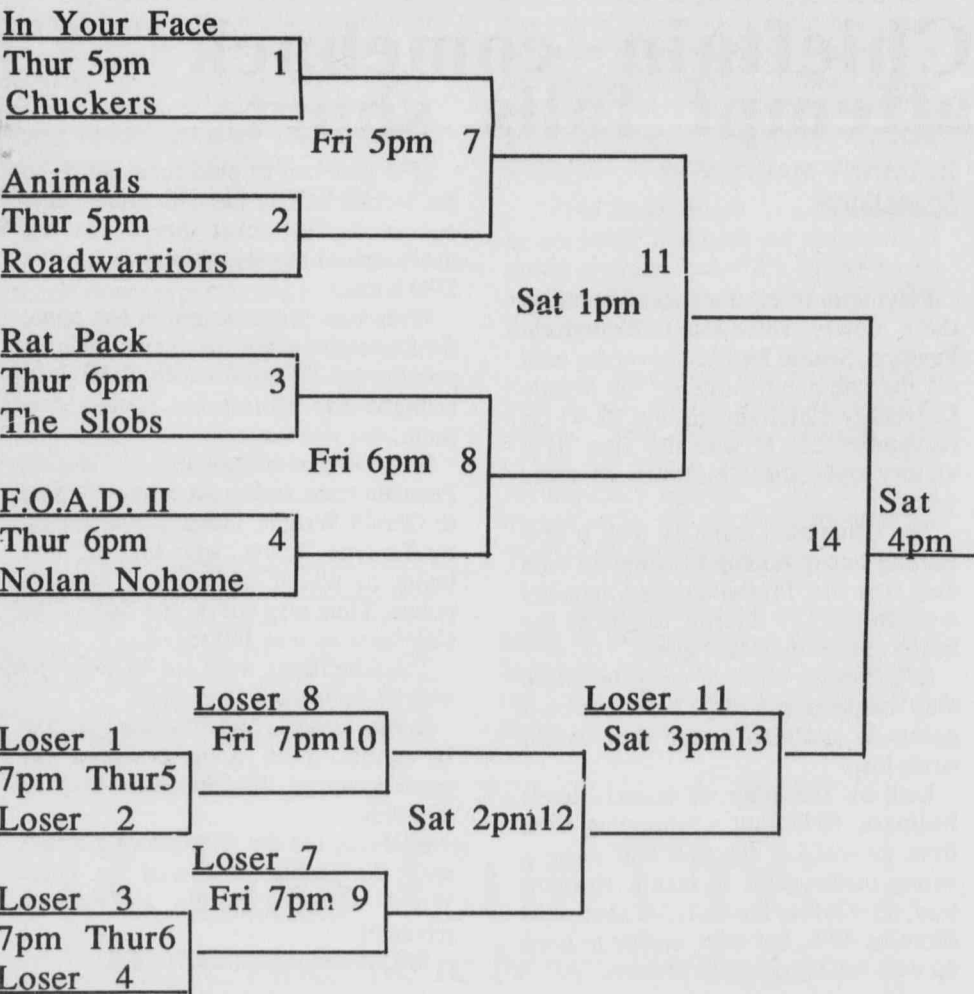 In Your Face
Thur 5pm 1
Chuckers
Fri 5pm 7
Animals
Thur 5pm 2
Roadwarriors
11
Sat 1pm
Rat Pack
Thur 6pm 3
The Slobs
Fri 6pm 8
F.O.A.D. II
Thur 6pm 4
Nolan Nohome
Sat
14 4pm
Loser 8
Fri 7pm10
Loser 1
7pm Thur5
Loser 2
Loser 11
Sat 3pm13
Sat 2pm12
Loser 7
Fri 7pm 9
Loser 3
7pm Thur6
Loser 4